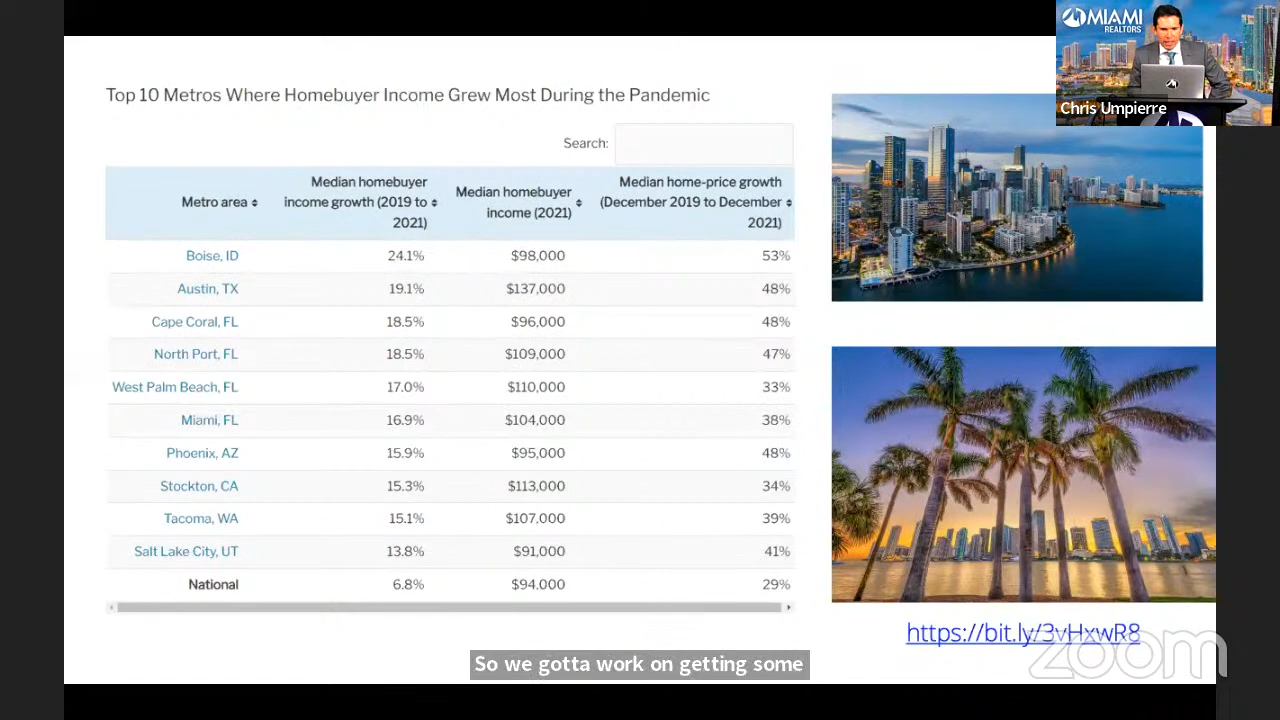 MIAMI
REALTORS
Chris Umpierre
Top 10 Metros Where Homebuyer Income Grew Most During the Pandemic
Search:
Metro area
Median homebuyer
income growth (2019 to
2021)
Median homebuyer
income (2021)
Median home-price growth
(December 2019 to December
2021)
Boise, ID 24.1% $98,000 53%
Austin, TX 19.1% $137,000 48%
Cape Coral, FL 18.5% $96,000 48%
North Port, FL 18.5% $109,000 47%
West Palm Beach, FL 17.0% $110,000 33%
Miami, FL 16.9% $104,000 38%
Phoenix, AZ 15.9% $95,000 48%
Stockton, CA 15.3% $113,000 34%
Tacoma, WA 15.1% $107,000 39%
Salt Lake City, UT 13.8% $91,000 41%
National 6.8% $94,000 29%
https://bit.ly/3vHxwR8
zoom
So we gotta work on getting some